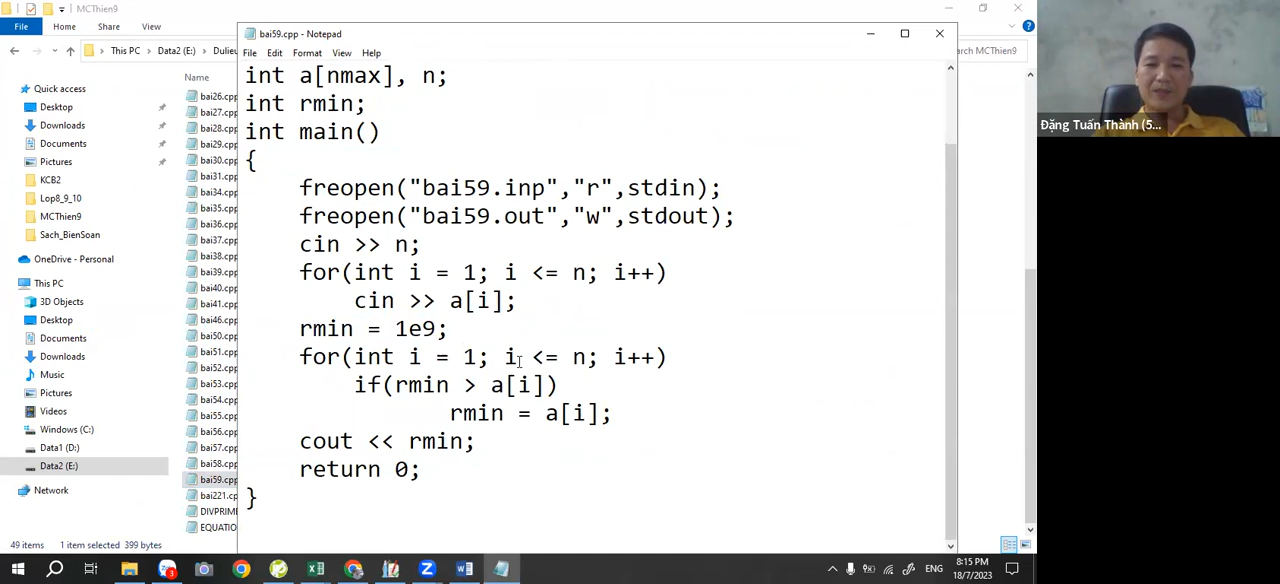 MCThien9
File Home Share View
This PC Data2 (E:) Dulieu
arch MCThien9
Name
Quick access
Desktop
Downloads
Documents
Pictures
KCB2
Lop8_9_10
MCThien9
Sach_BienSoan
OneDrive - Personal
This PC
3D Objects
Desktop
Documents
Downloads
Music
Pictures
Videos
Windows (C:)
Data1 (D:)
Data2 (E:)
Network
bai26.cpp
bai27.cpp
bai28.cpp
bai29.cpp
bai30.cpp
bai31.cpp
bai34.cpp
bai35.cpp
bai36.cpp
bai37.cpp
bai38.cpp
bai39.cpp
bai40.cpp
bai41.cpp
bai46.cpp
bai50.cpp
bai51.cpp
bai52.cpp
bai53.cpp
bai54.cpp
bai55.cpp
bai56.cpp
bai57.cpp
bai58.cpp
bai59.cpp
bai221.cp
DIVPRIME
EQUATIO
49 items 1 item selected 399 bytes
bai59.cpp - Notepad
File Edit Format View Help
int a[nmax], n;
int rmin;
int main()
{
freopen("bai59.inp","r",stdin);
freopen("bai59.out","w",stdout);
cin >> n;
for(int i = 1; i <= n; i++)
cin >> a[i];
rmin = 1e9;
for(int i = 1; i <= n; i++)
if(rmin > a[i])
rmin = a[i];
cout << rmin;
return 0;
}
Đặng Tuấn Thành (5...
3
ENG
8:15 PM
18/7/2023